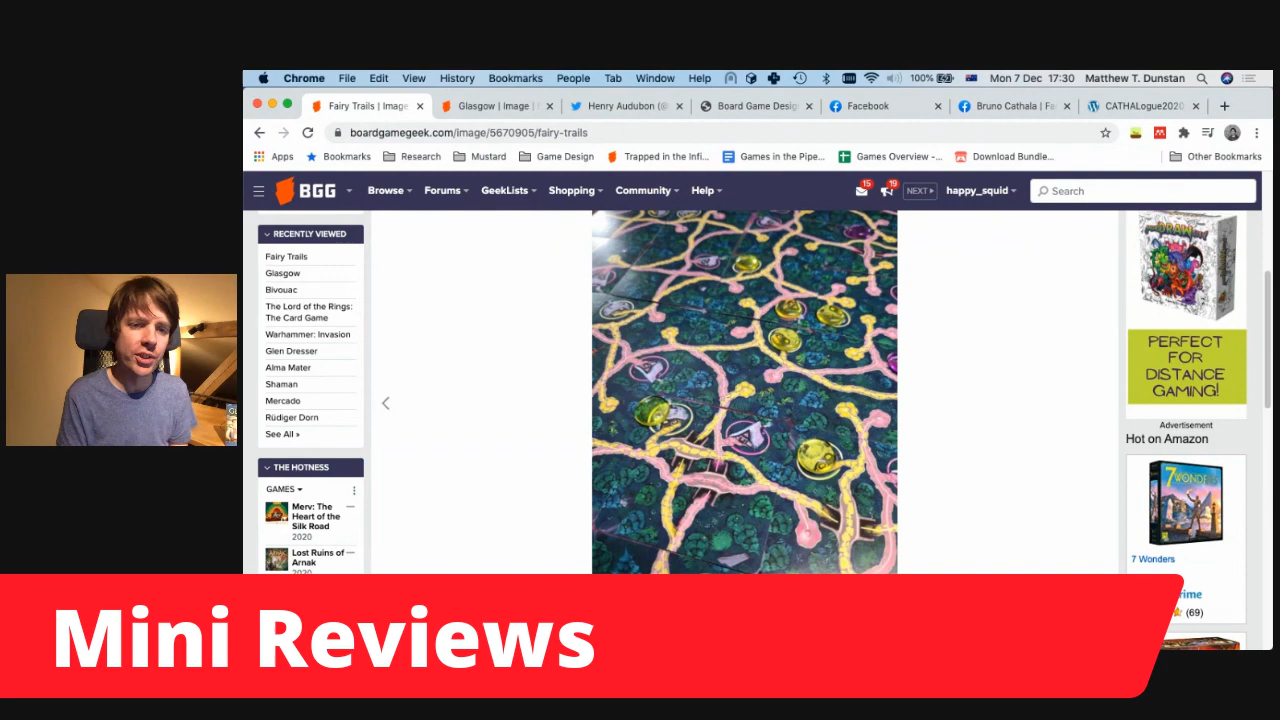 Chrome File Edit View History Bookmarks People Tab Window Help 100% Mon 7 Dec 17:30 Matthew T. Dunstan
Fairy Trails | Image Glasgow | Image | Henry Audubon (@ Board Game Desig Facebook Bruno Cathala | Fa CATHALogue2020
boardgamegeek.com/image/5670905/fairy-trails
Apps Bookmarks Research Mustard Game Design Trapped in the Infi... Games in the Pipe... Games Overview -... Download Bundle... Other Bookmarks
BGG Browse Forums GeekLists Shopping Community Help 15 19 NEXT happy_squid Search
RECENTLY VIEWED
Fairy Trails
Glasgow
Bivouac
The Lord of the Rings:
The Card Game
Warhammer: Invasion
Glen Dresser
Alma Mater
Shaman
Mercado
Rüdiger Dorn
See All »
THE HOTNESS
GAMES
Merv: The
Heart of the
Silk Road
2020
Lost Ruins of
Arnak
2020
PERFECT
FOR
DISTANCE
GAMING!
Advertisement
Hot on Amazon
7 WONDERS
7 Wonders
rime
(69)
Mini Reviews